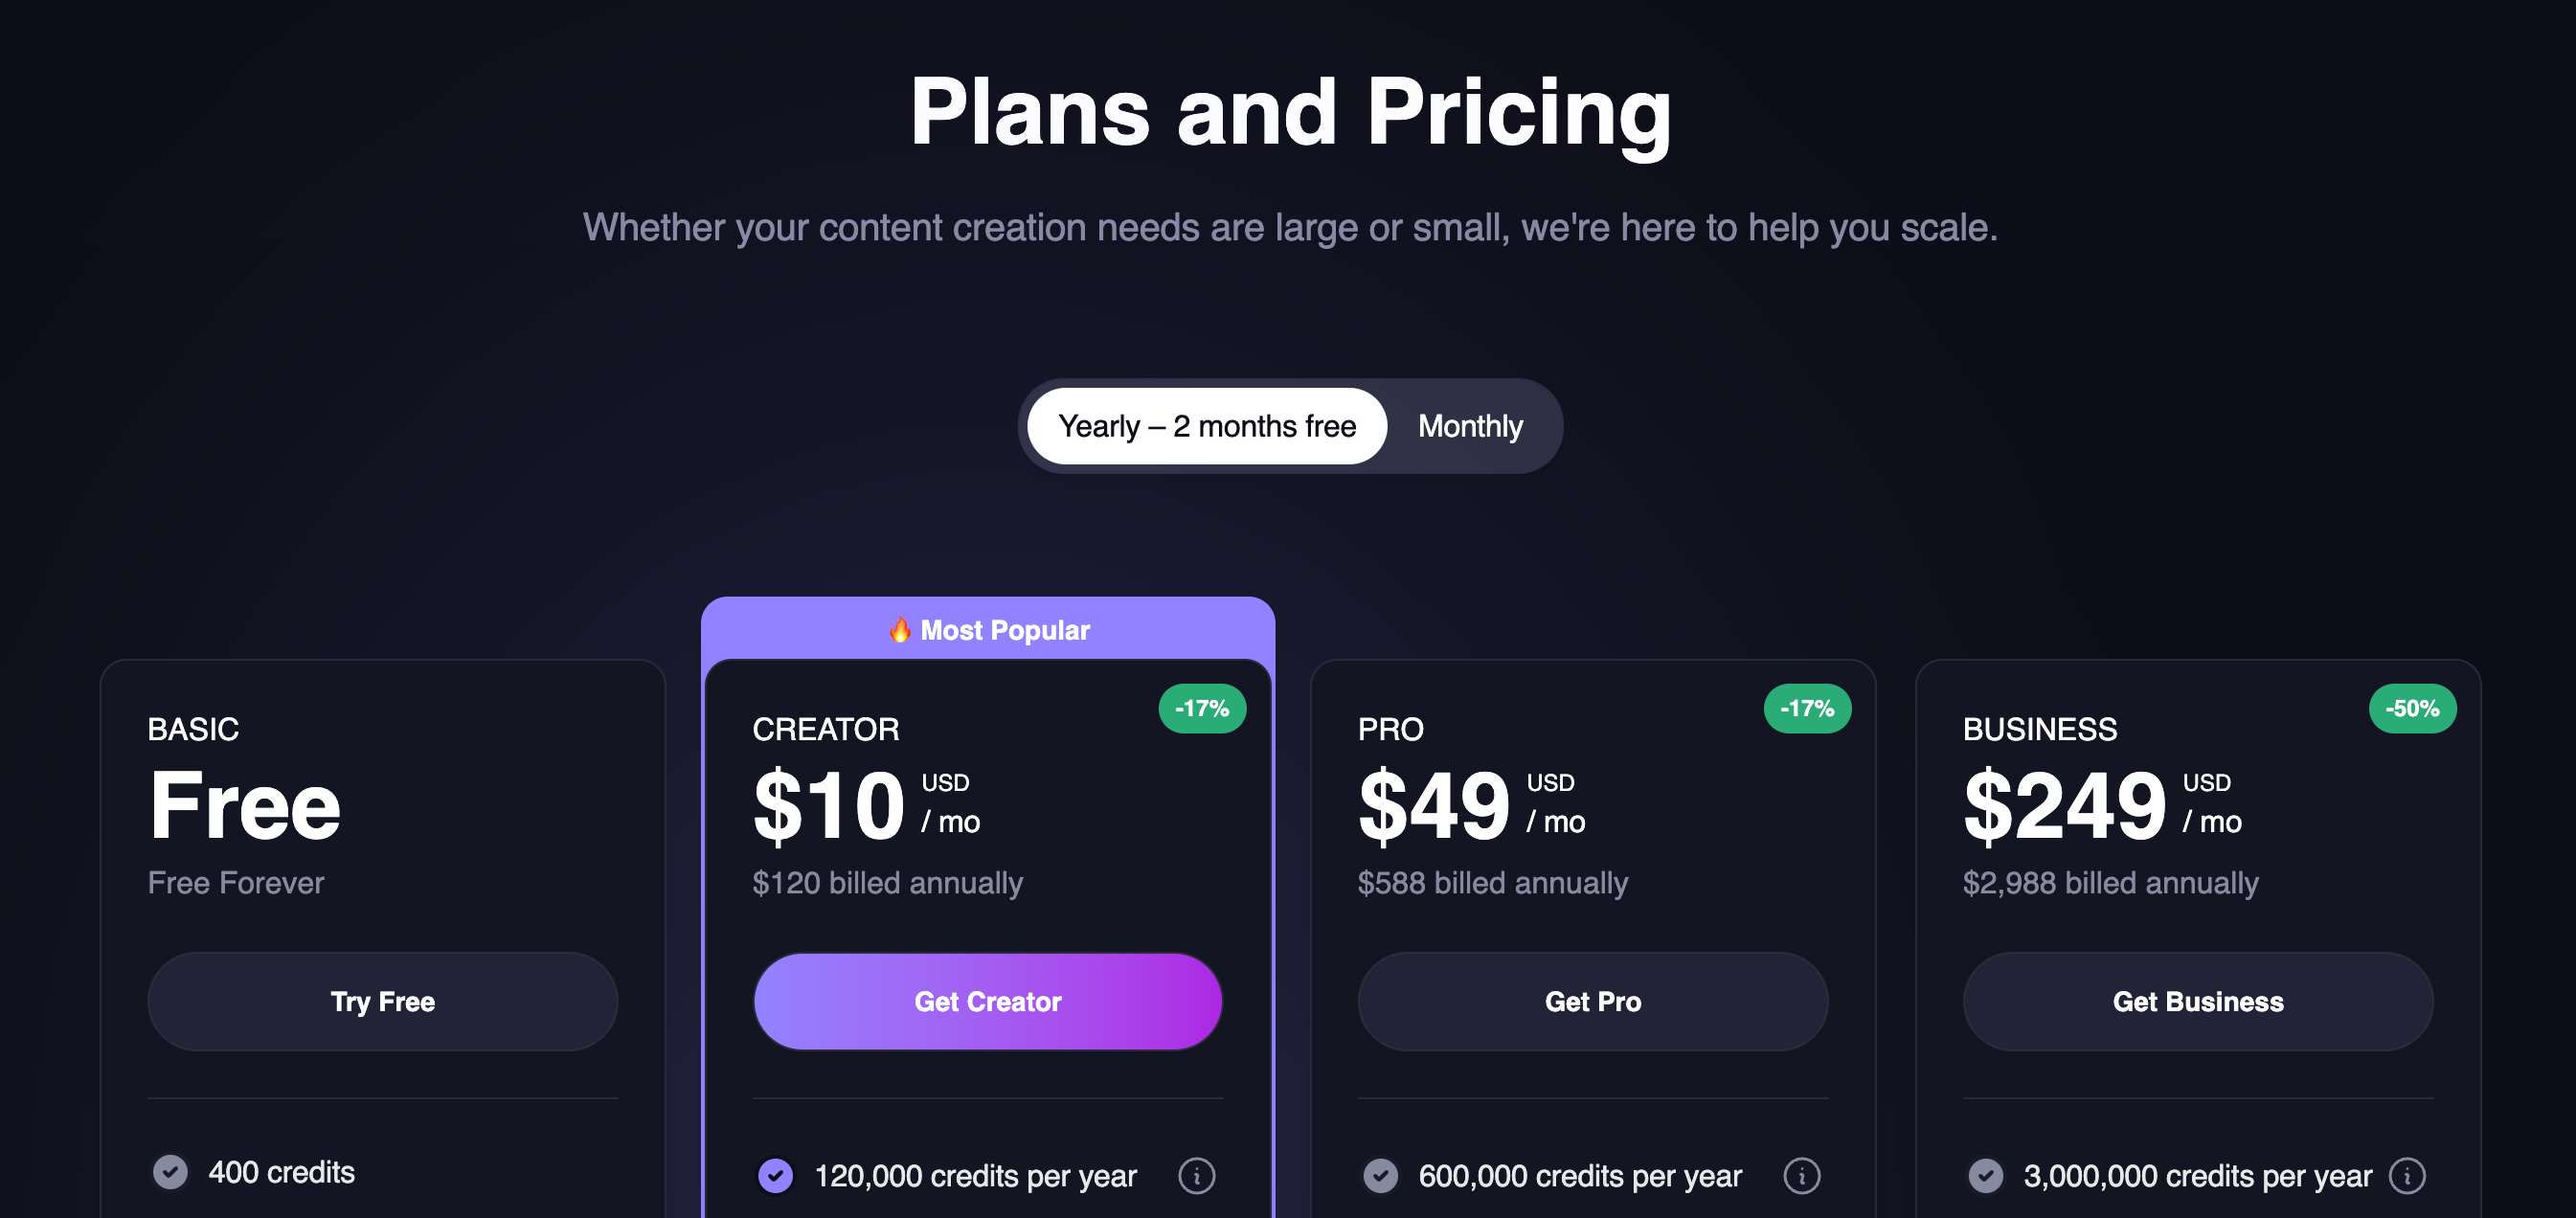 Plans and Pricing
Whether your content creation needs are large or small, we're here to help you scale.
Yearly – 2 months free
Monthly
BASIC
Free
Free Forever
Try Free
400 credits
🔥 Most Popular
CREATOR
-17%
$10 USD / mo
$120 billed annually
Get Creator
120,000 credits per year
PRO
-17%
$49 USD / mo
$588 billed annually
Get Pro
600,000 credits per year
BUSINESS
-50%
$249 USD / mo
$2,988 billed annually
Get Business
3,000,000 credits per year